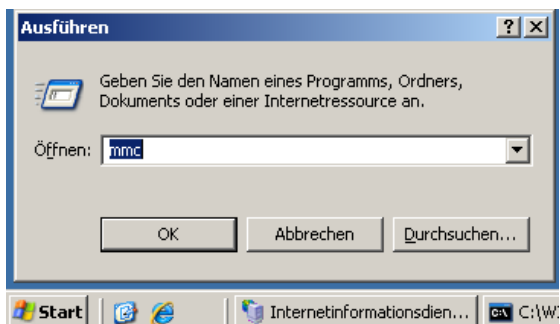 Ausführen
Geben Sie den Namen eines Programms, Ordners,
Dokuments oder einer Internetressource an.
Öffnen: mmc
OK Abbrechen Durchsuchen...
Start Internetinformationsdien... C:\W